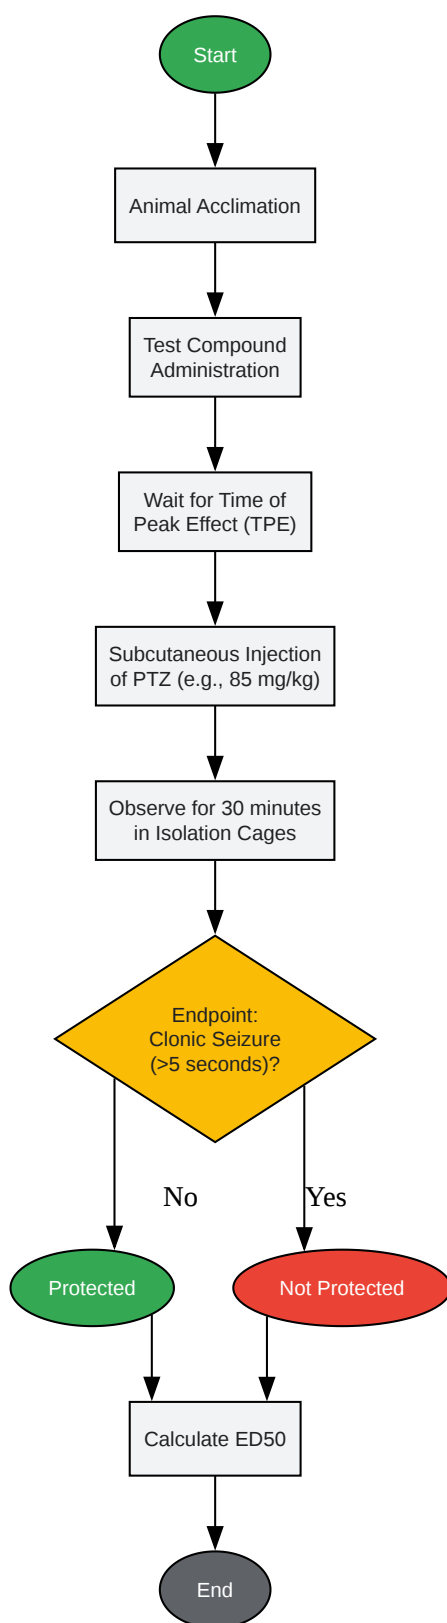 Start
Animal Acclimation
Test Compound
Administration
Wait for Time of
Peak Effect (TPE)
Subcutaneous Injection
of PTZ (e.g., 85 mg/kg)
Observe for 30 minutes
in Isolation Cages
Endpoint:
Clonic Seizure
(>5 seconds)?
No
Yes
Protected
Not Protected
Calculate ED50
End